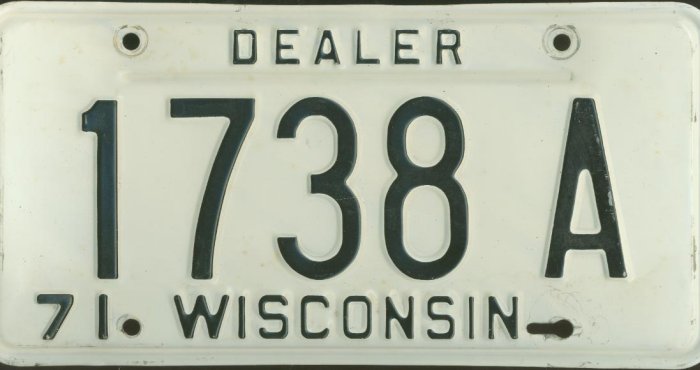 DEALER
1738 A
71 WISCONSIN